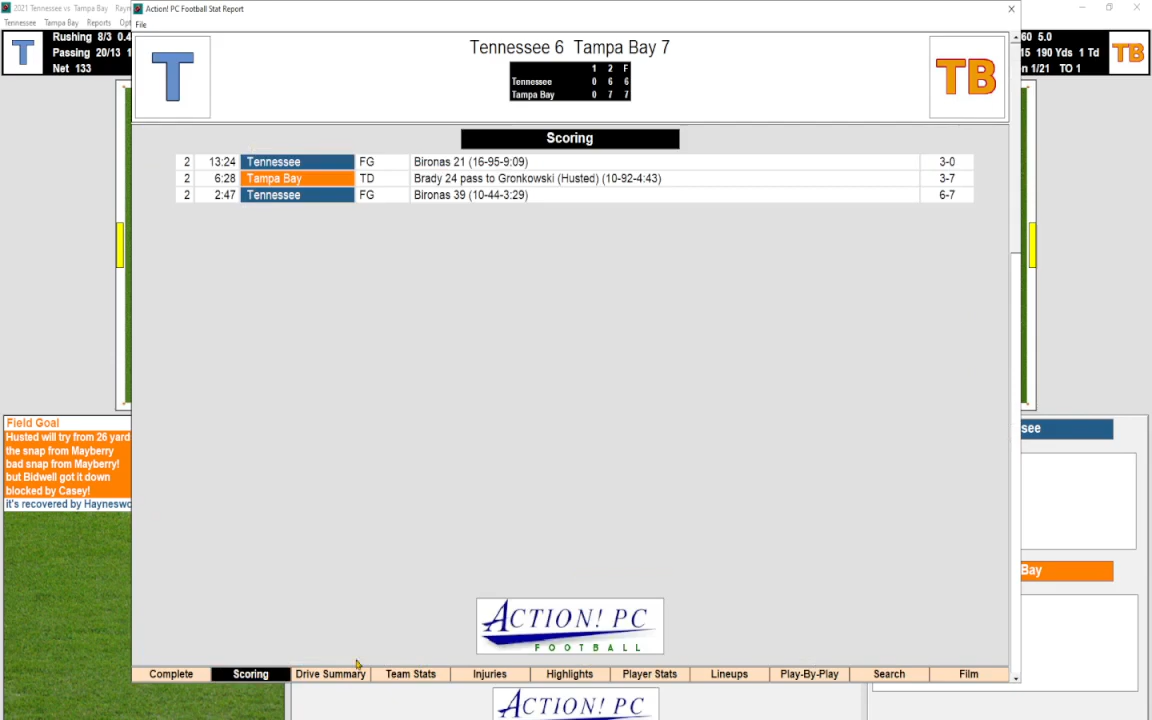 2021 Tennessee vs Tampa Bay
Action! PC Football Stat Report
Tennessee Tampa Bay Reports
File
Rushing 8/3 0.4
Passing 20/13
Net 133
T
T
Tennessee 6 Tampa Bay 7
1 2 F
Tennessee 0 6 6
Tampa Bay 0 7 7
TB
60 5.0
15 190 Yds 1 Td
n 1/21 TO 1
TB
Scoring
2 13:24 Tennessee FG Bironas 21 (16-95-9:09) 3-0
2 6:28 Tampa Bay TD Brady 24 pass to Gronkowski (Husted) (10-92-4:43) 3-7
2 2:47 Tennessee FG Bironas 39 (10-44-3:29) 6-7
Field Goal
Husted will try from 26 yard
the snap from Mayberry
bad snap from Mayberry!
but Bidwell got it down
blocked by Casey!
it's recovered by Hayneswo
see
Bay
ACTION! PC
FOOTBALL
Complete Scoring Drive Summary Team Stats Injuries Highlights Player Stats Lineups Play-By-Play Search Film
ACTION! PC